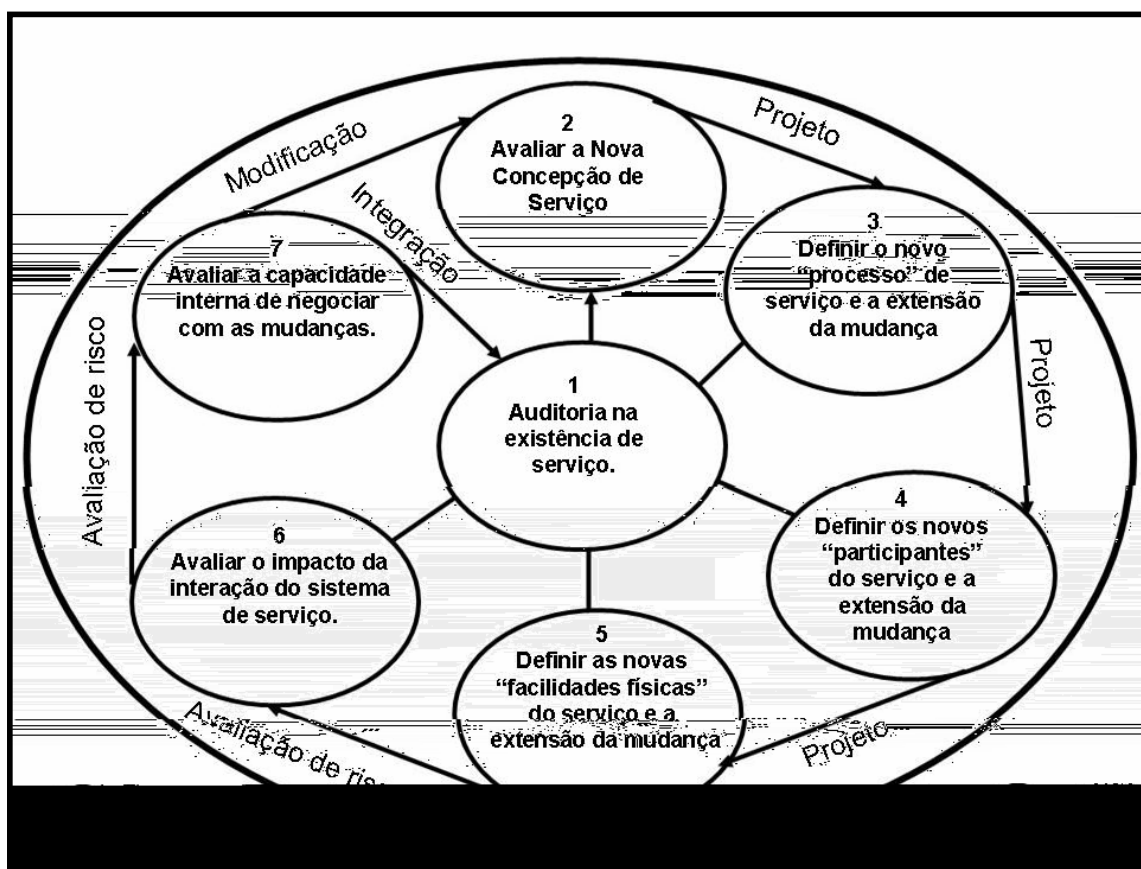 Modificação
Projeto
2
Avaliar a Nova
Concepção de
Serviço
Integração
7
Avaliar a capacidade
interna de negociar
com as mudanças.
3
Definir o novo
“processo” de
serviço e a extensão
da mudança
Avaliação de risco
Projeto
1
Auditoria na
existência de
serviço.
6
Avaliar o impacto da
interação do sistema
de serviço.
4
Definir os novos
“participantes”
do serviço e a
extensão da
mudança
5
Definir as novas
“facilidades físicas”
do serviço e a
extensão da mudança
Avaliação de
Projeto